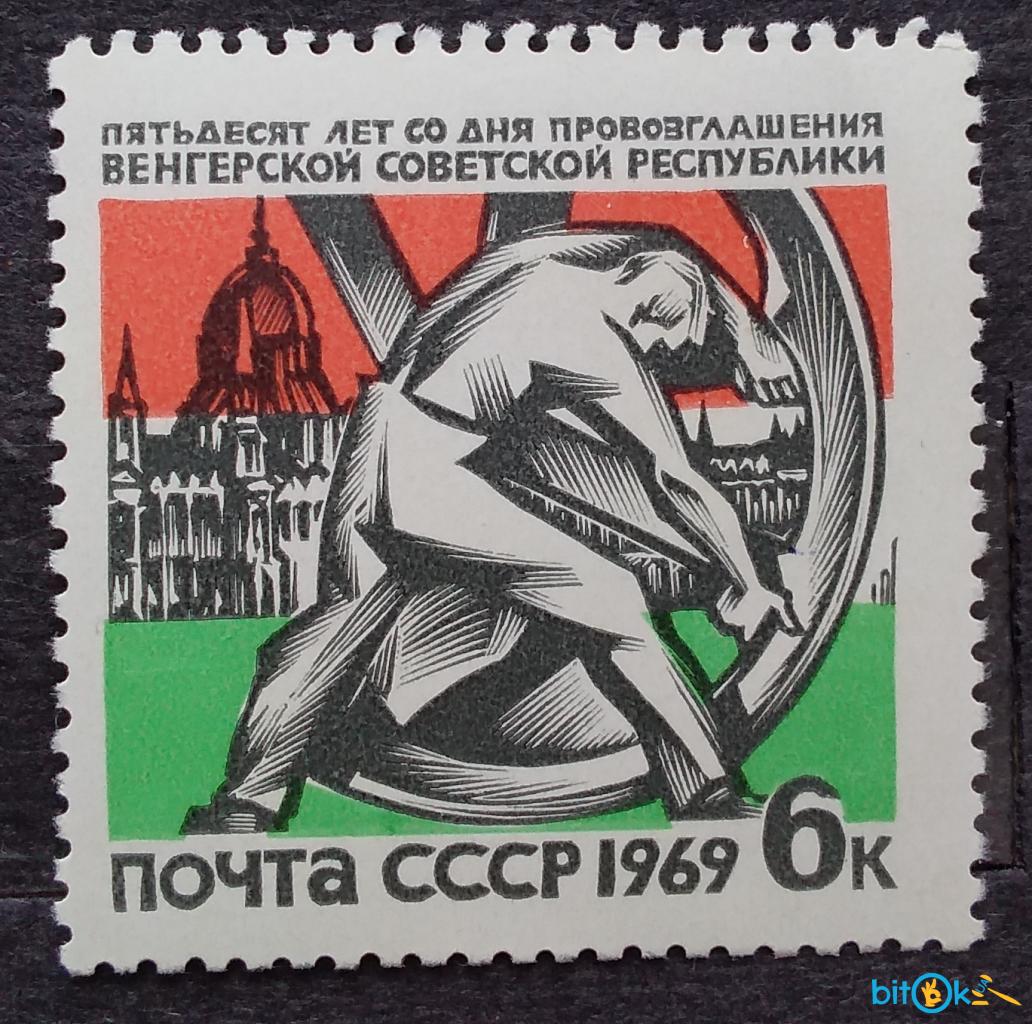 ПЯТЬДЕСЯТ ЛЕТ СО ДНЯ ПРОВОЗГЛАШЕНИЯ
ВЕНГЕРСКОЙ СОВЕТСКОЙ РЕСПУБЛИКИ
ПОЧТА СССР 1969 6К
bitOk